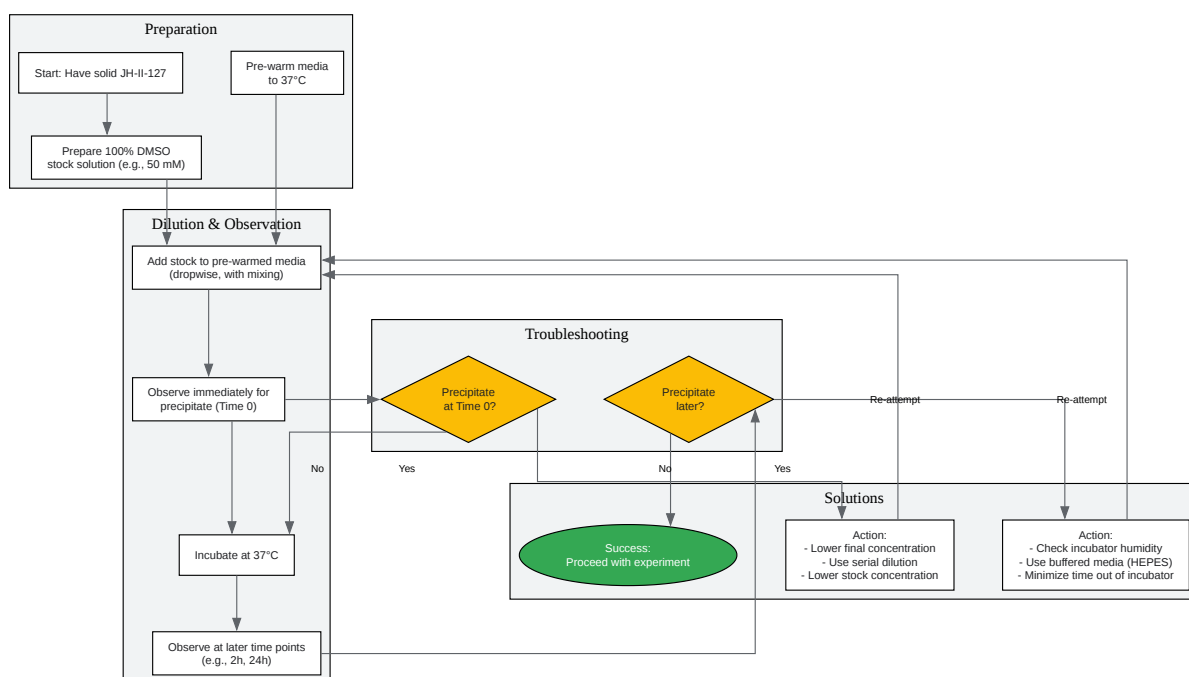 Preparation
Start: Have solid JH-II-127
Pre-warm media
to 37°C
Prepare 100% DMSO
stock solution (e.g., 50 mM)
Dilution & Observation
Add stock to pre-warmed media
(dropwise, with mixing)
Troubleshooting
Observe immediately for
precipitate (Time 0)
Precipitate
at Time 0?
Precipitate
later?
Re-attempt
Re-attempt
No
Yes
No
Yes
Solutions
Incubate at 37°C
Success:
Proceed with experiment
Action:
- Lower final concentration
- Use serial dilution
- Lower stock concentration
Action:
- Check incubator humidity
- Use buffered media (HEPES)
- Minimize time out of incubator
Observe at later time points
(e.g., 2h, 24h)